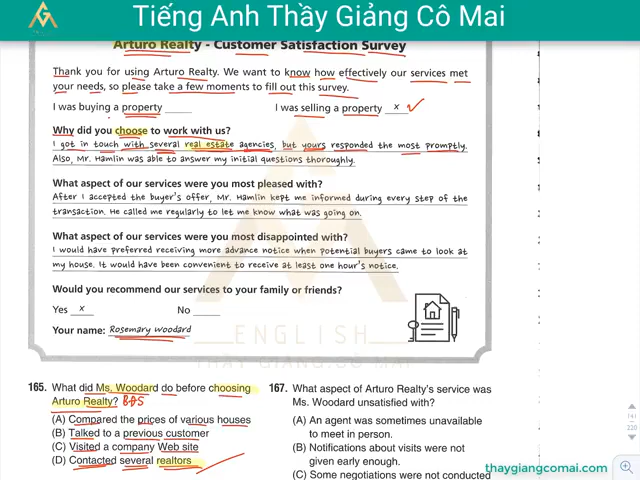 Tiếng Anh Thầy Giảng Cô Mai
Arturo Realty - Customer Satisfaction Survey
Thank you for using Arturo Realty. We want to know how effectively our services met
your needs, so please take a few moments to fill out this survey.
I was buying a property ____ I was selling a property x
Why did you choose to work with us?
I got in touch with several real estate agencies, but yours responded the most promptly.
Also, Mr. Hamlin was able to answer my initial questions thoroughly.
What aspect of our services were you most pleased with?
After I accepted the buyer's offer, Mr. Hamlin kept me informed during every step of the
transaction. He called me regularly to let me know what was going on.
What aspect of our services were you most disappointed with?
I would have preferred receiving more advance notice when potential buyers came to look at
my house. It would have been convenient to receive at least one hour's notice.
Would you recommend our services to your family or friends?
Yes x No ____
Your name: Rosemary Woodard
ENGLISH
THẦY GIẢNG CÔ MAI
165. What did Ms. Woodard do before choosing
Arturo Realty? BĐS
(A) Compared the prices of various houses
(B) Talked to a previous customer
(C) Visited a company Web site
(D) Contacted several realtors
167. What aspect of Arturo Realty's service was
Ms. Woodard unsatisfied with?
(A) An agent was sometimes unavailable
to meet in person.
(B) Notifications about visits were not
given early enough.
(C) Some negotiations were not conducted
141
220
thaygiangcomai.com